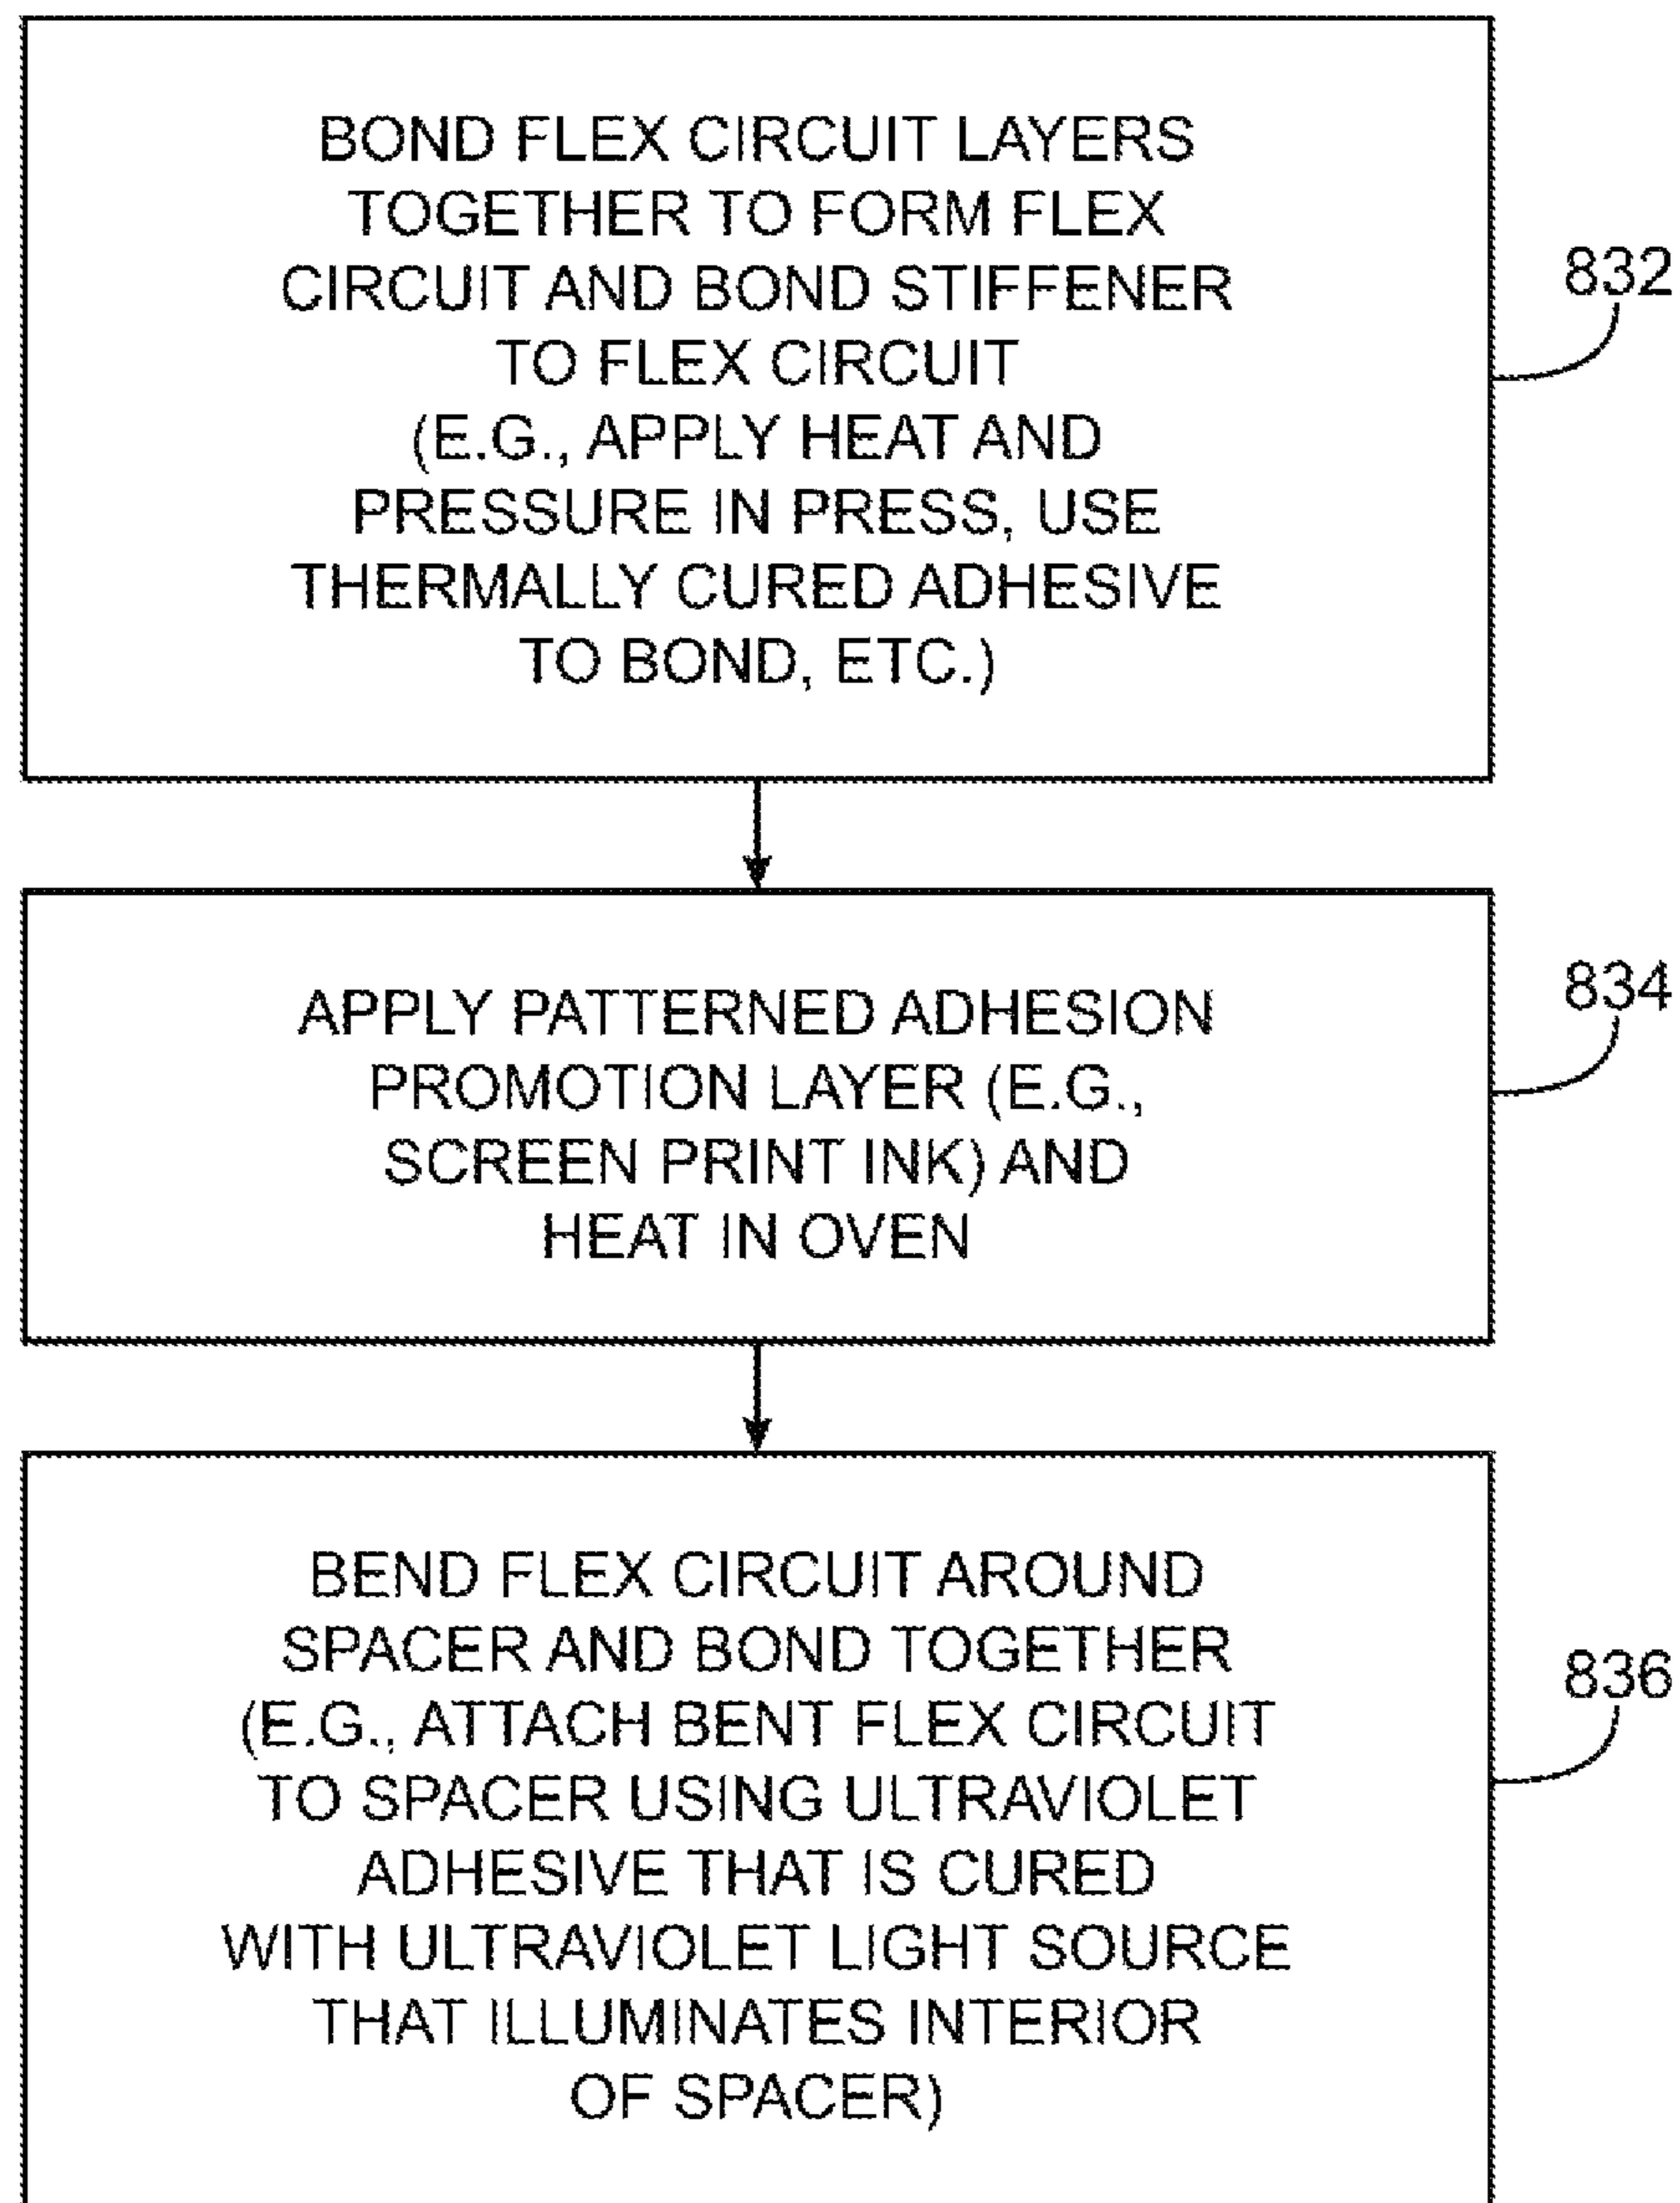 BOND FLEX CIRCUIT LAYERS
TOGETHER TO FORM FLEX
CIRCUIT AND BOND STIFFENER
TO FLEX CIRCUIT
(E.G., APPLY HEAT AND
PRESSURE IN PRESS, USE
THERMALLY CURED ADHESIVE
TO BOND, ETC.)
832
APPLY PATTERNED ADHESION
PROMOTION LAYER (E.G.,
SCREEN PRINT INK) AND
HEAT IN OVEN
834
BEND FLEX CIRCUIT AROUND
SPACER AND BOND TOGETHER
(E.G., ATTACH BENT FLEX CIRCUIT
TO SPACER USING ULTRAVIOLET
ADHESIVE THAT IS CURED
WITH ULTRAVIOLET LIGHT SOURCE
THAT ILLUMINATES INTERIOR
OF SPACER)
836